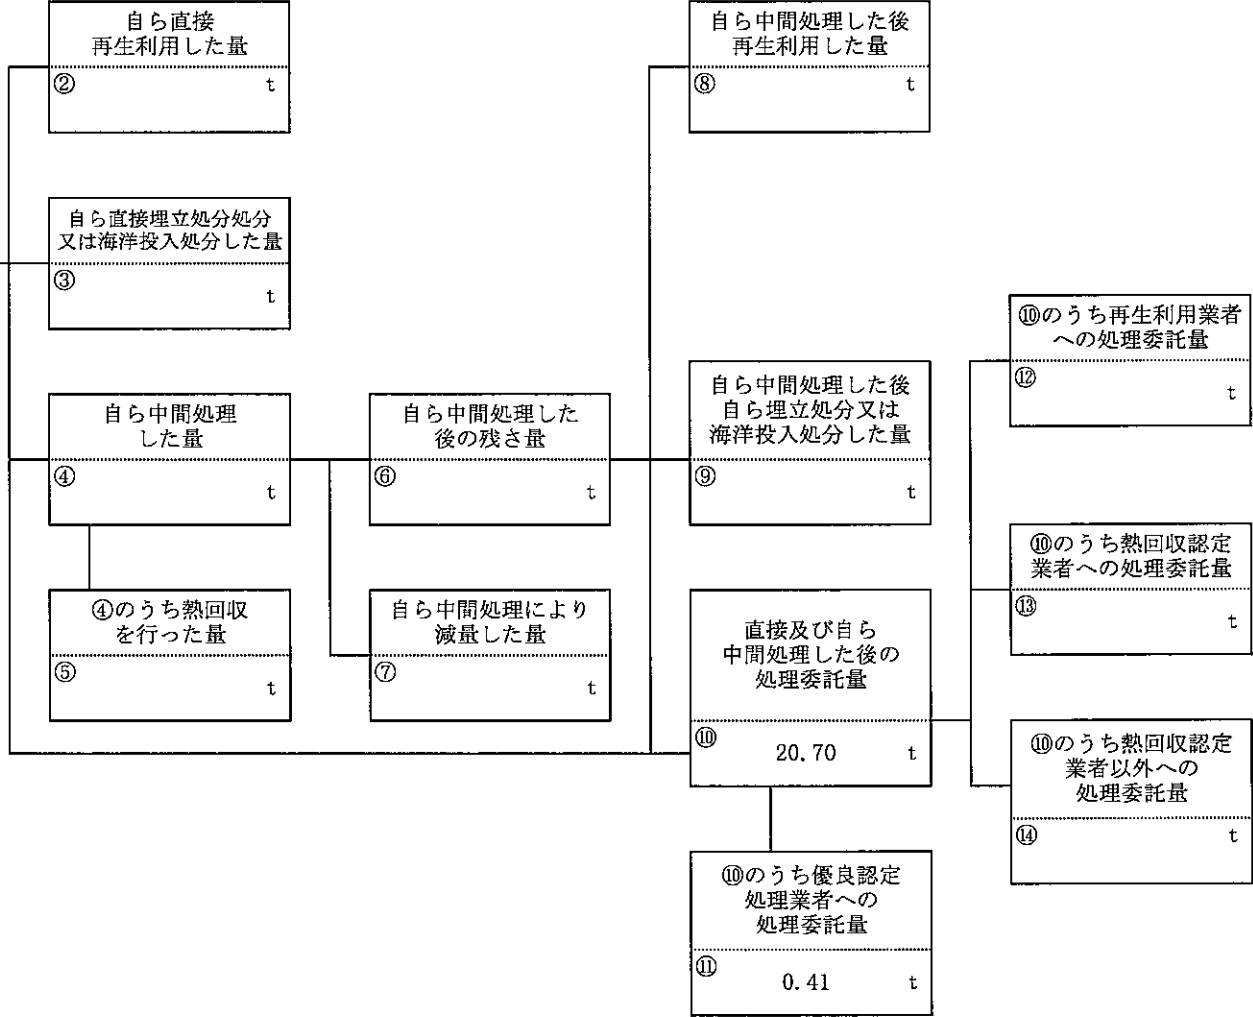 自ら直接
再生利用した量
② t
自ら中間処理した後
再生利用した量
⑧ t
自ら直接埋立処分処分
又は海洋投入処分した量
③ t
⑩のうち再生利用業者
への処理委託量
⑫ t
自ら中間処理
した量
④ t
自ら中間処理した
後の残さ量
⑥ t
自ら中間処理した後
自ら埋立処分又は
海洋投入処分した量
⑨ t
⑩のうち熱回収認定
業者への処理委託量
⑬ t
④のうち熱回収
を行った量
⑤ t
自ら中間処理により
減量した量
⑦ t
直接及び自ら
中間処理した後の
処理委託量
⑩ 20.70 t
⑩のうち熱回収認定
業者以外への
処理委託量
⑭ t
⑩のうち優良認定
処理業者への
処理委託量
⑪ 0.41 t